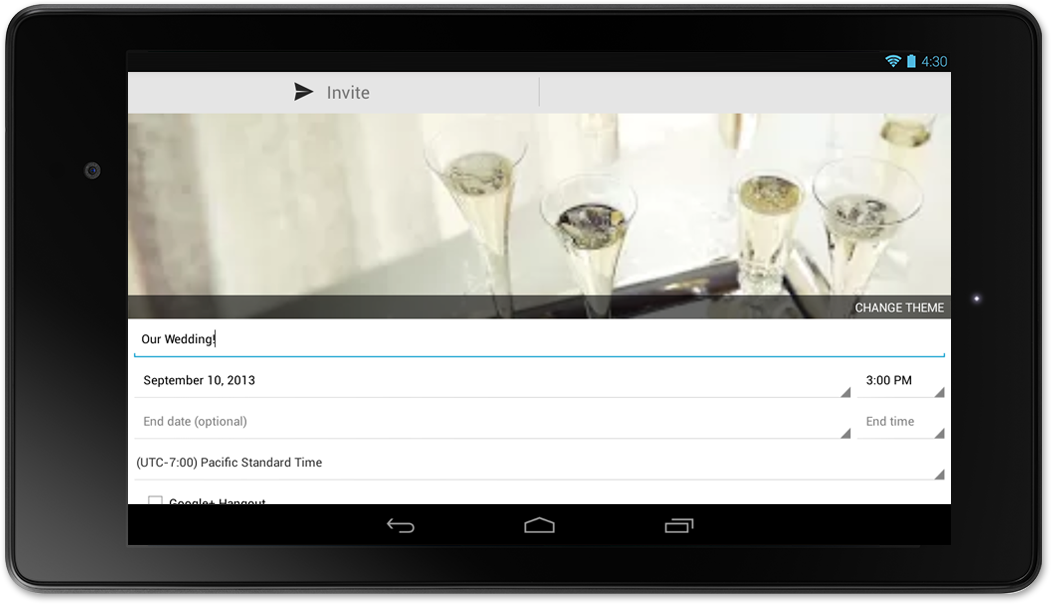 4:30
Invite
CHANGE THEME
Our Wedding!
September 10, 2013 3:00 PM
End date (optional) End time
(UTC-7:00) Pacific Standard Time
Google+ Hangout